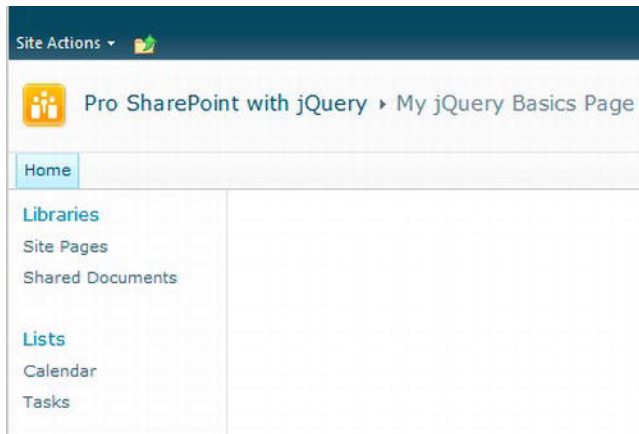 Site Actions
Pro SharePoint with jQuery ▸ My jQuery Basics Page
Home
Libraries
Site Pages
Shared Documents
Lists
Calendar
Tasks